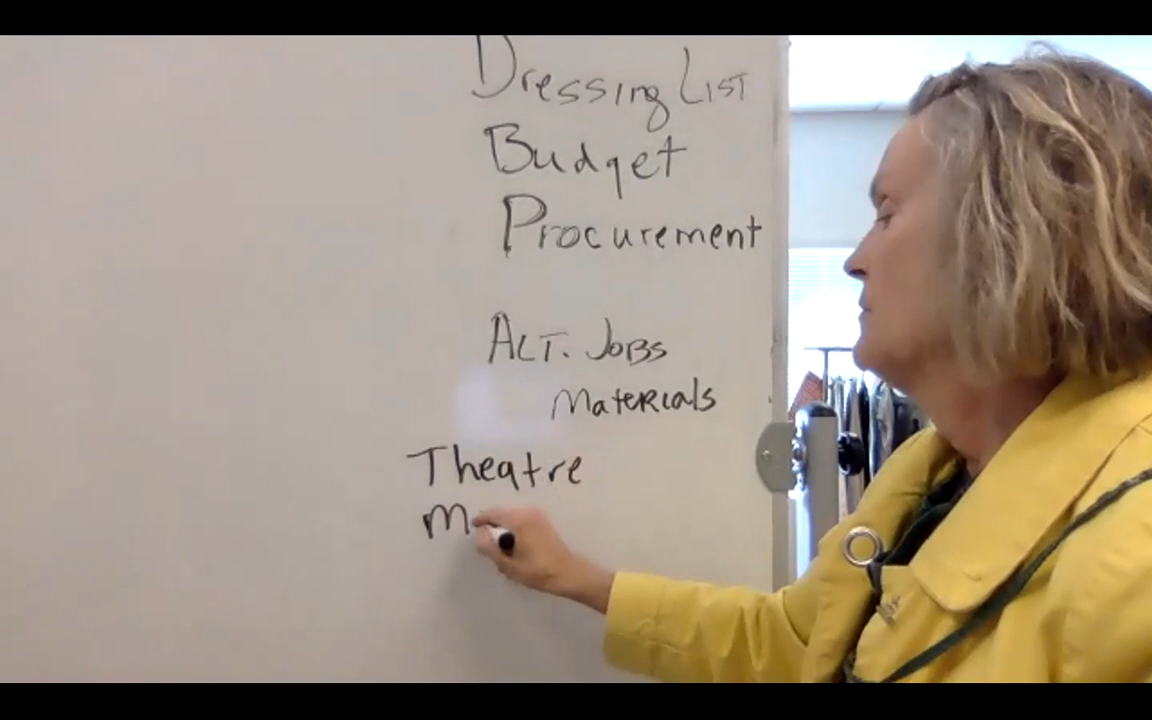 Dressing List
Budget
Procurement
Alt. Jobs
Materials
Theatre
M